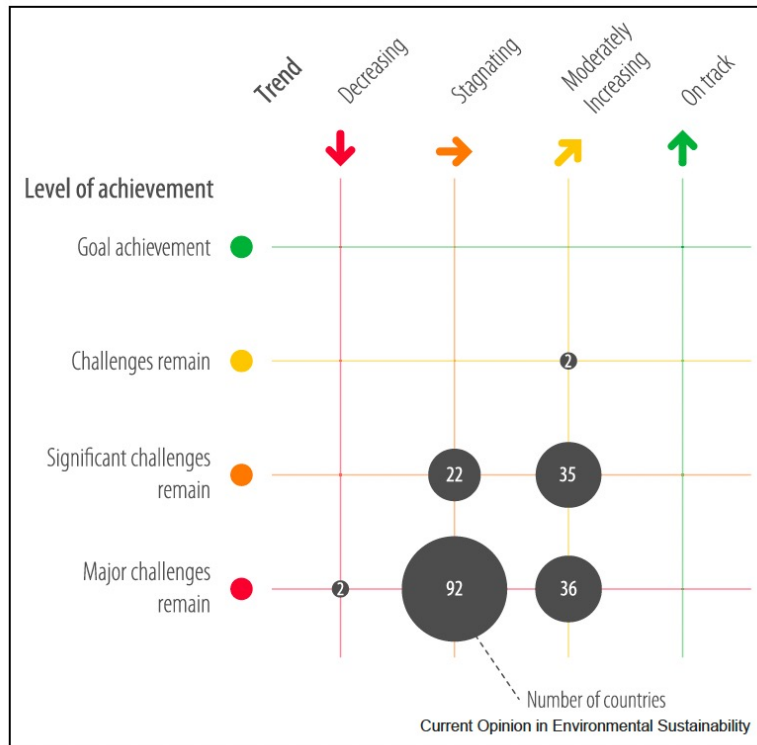 Trend
Decreasing
Stagnating
Moderately
Increasing
On track
Level of achievement
Goal achievement
Challenges remain
2
Significant challenges
remain
22
35
Major challenges
remain
2
92
36
Number of countries
Current Opinion in Environmental Sustainability